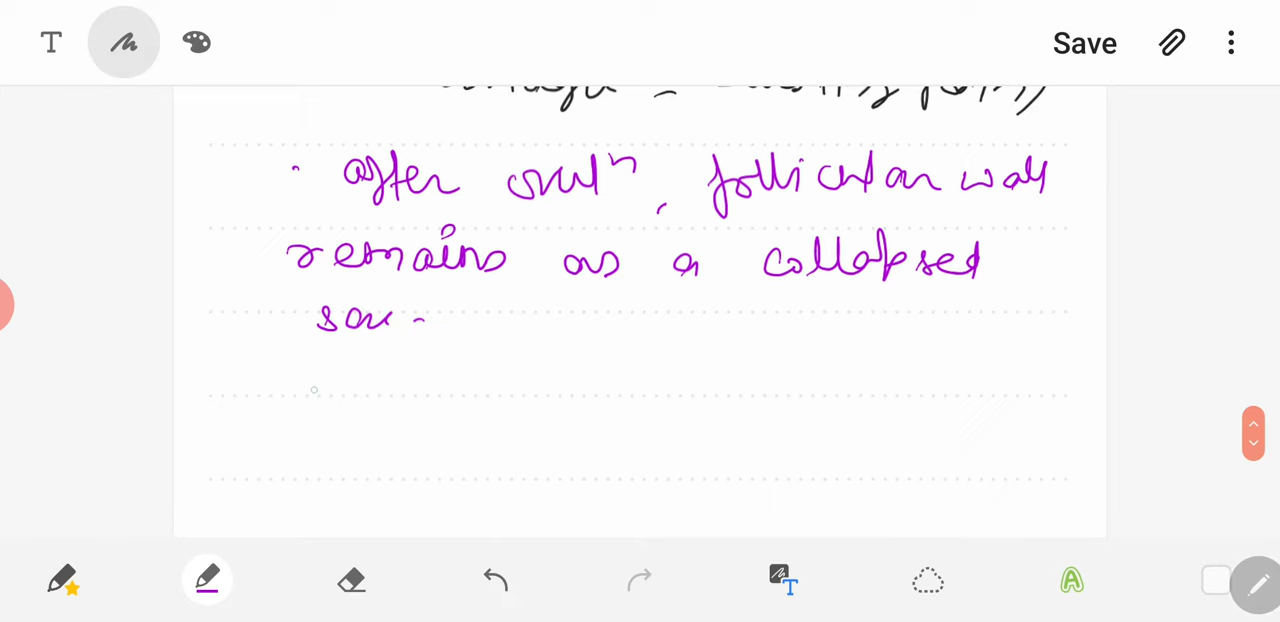 T Save
· after ovulⁿ, follicular wall
remains as a collapsed
sac -
T
A